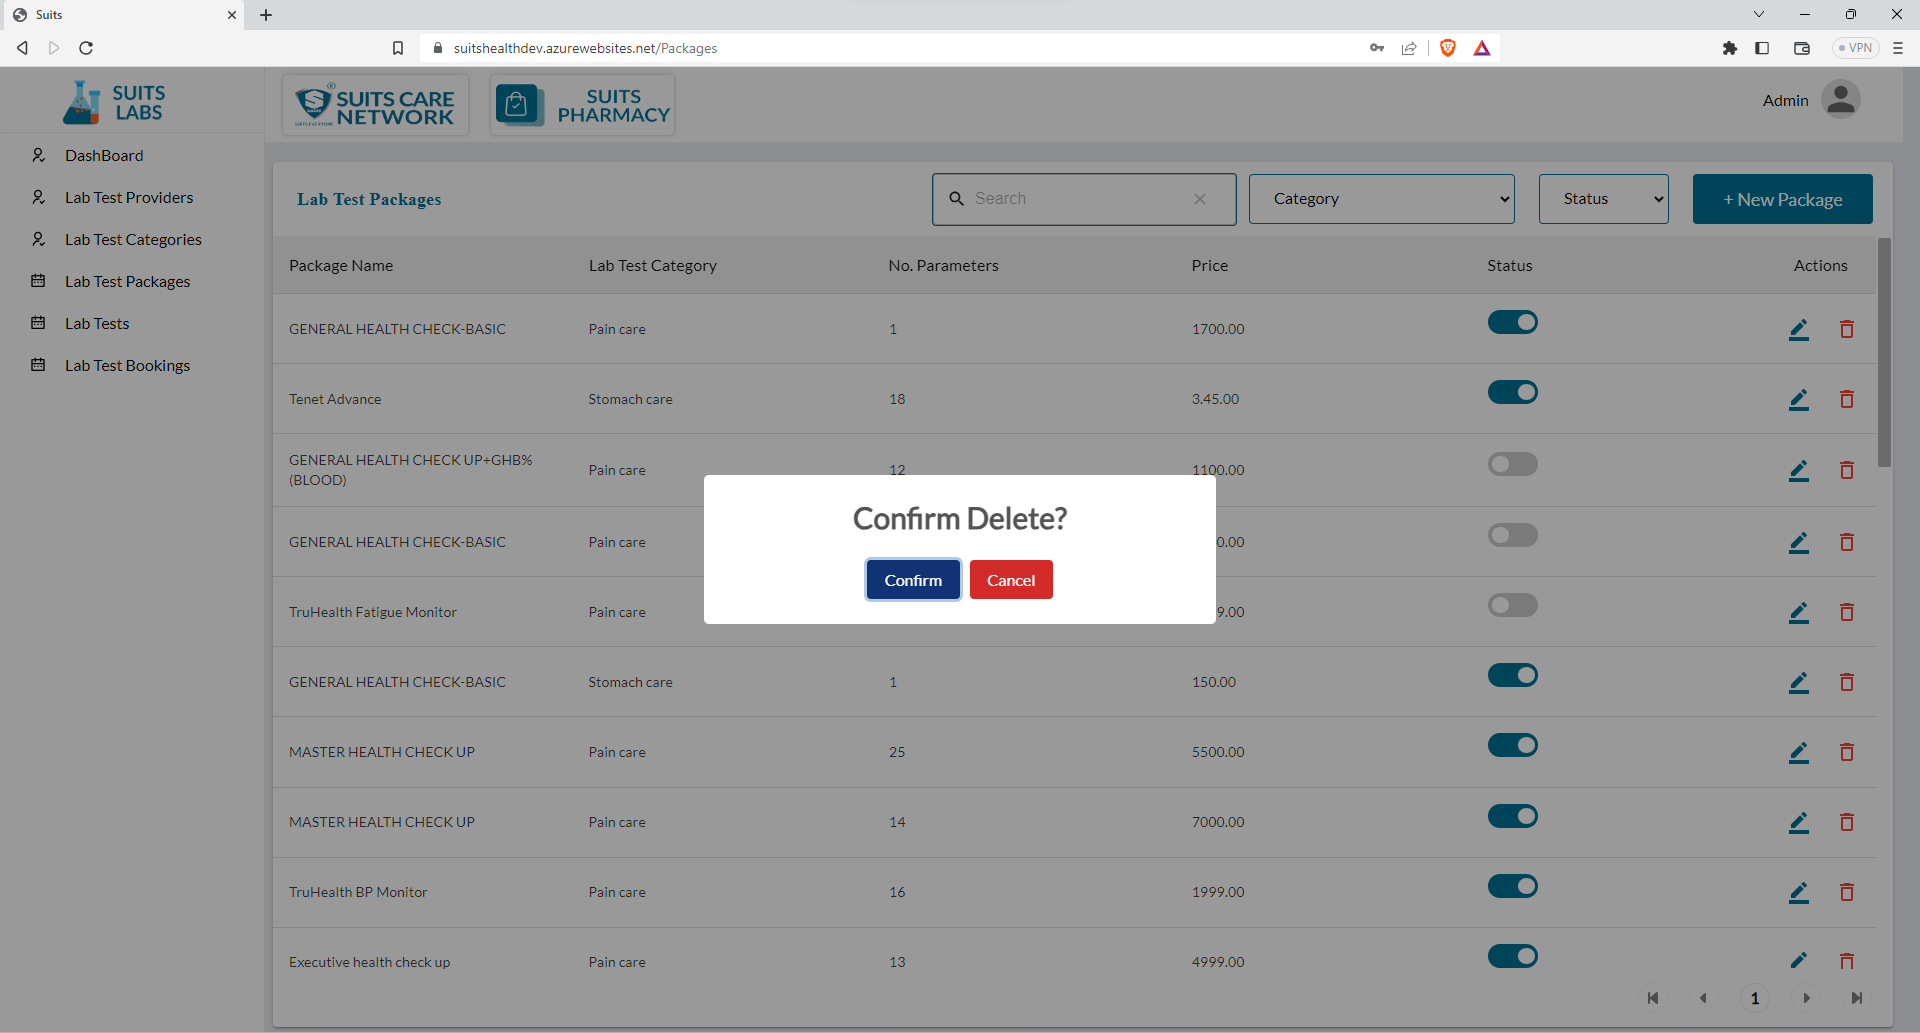 Suits
suitshealthdev.azurewebsites.net/Packages
VPN
SUITS
LABS
SUITS CARE
NETWORK
SUITS
PHARMACY
Admin
DashBoard
Lab Test Providers
Lab Test Categories
Lab Test Packages
Lab Tests
Lab Test Bookings
Lab Test Packages
Search
Category
Status
+ New Package
Package Name Lab Test Category No. Parameters Price Status Actions
GENERAL HEALTH CHECK-BASIC Pain care 1 1700.00
Tenet Advance Stomach care 18 3.45.00
GENERAL HEALTH CHECK UP+GHB%
(BLOOD) Pain care 12 1100.00
GENERAL HEALTH CHECK-BASIC Pain care 0.00
TruHealth Fatigue Monitor Pain care 9.00
GENERAL HEALTH CHECK-BASIC Stomach care 1 150.00
MASTER HEALTH CHECK UP Pain care 25 5500.00
MASTER HEALTH CHECK UP Pain care 14 7000.00
TruHealth BP Monitor Pain care 16 1999.00
Executive health check up Pain care 13 4999.00
1
Confirm Delete?
Confirm
Cancel